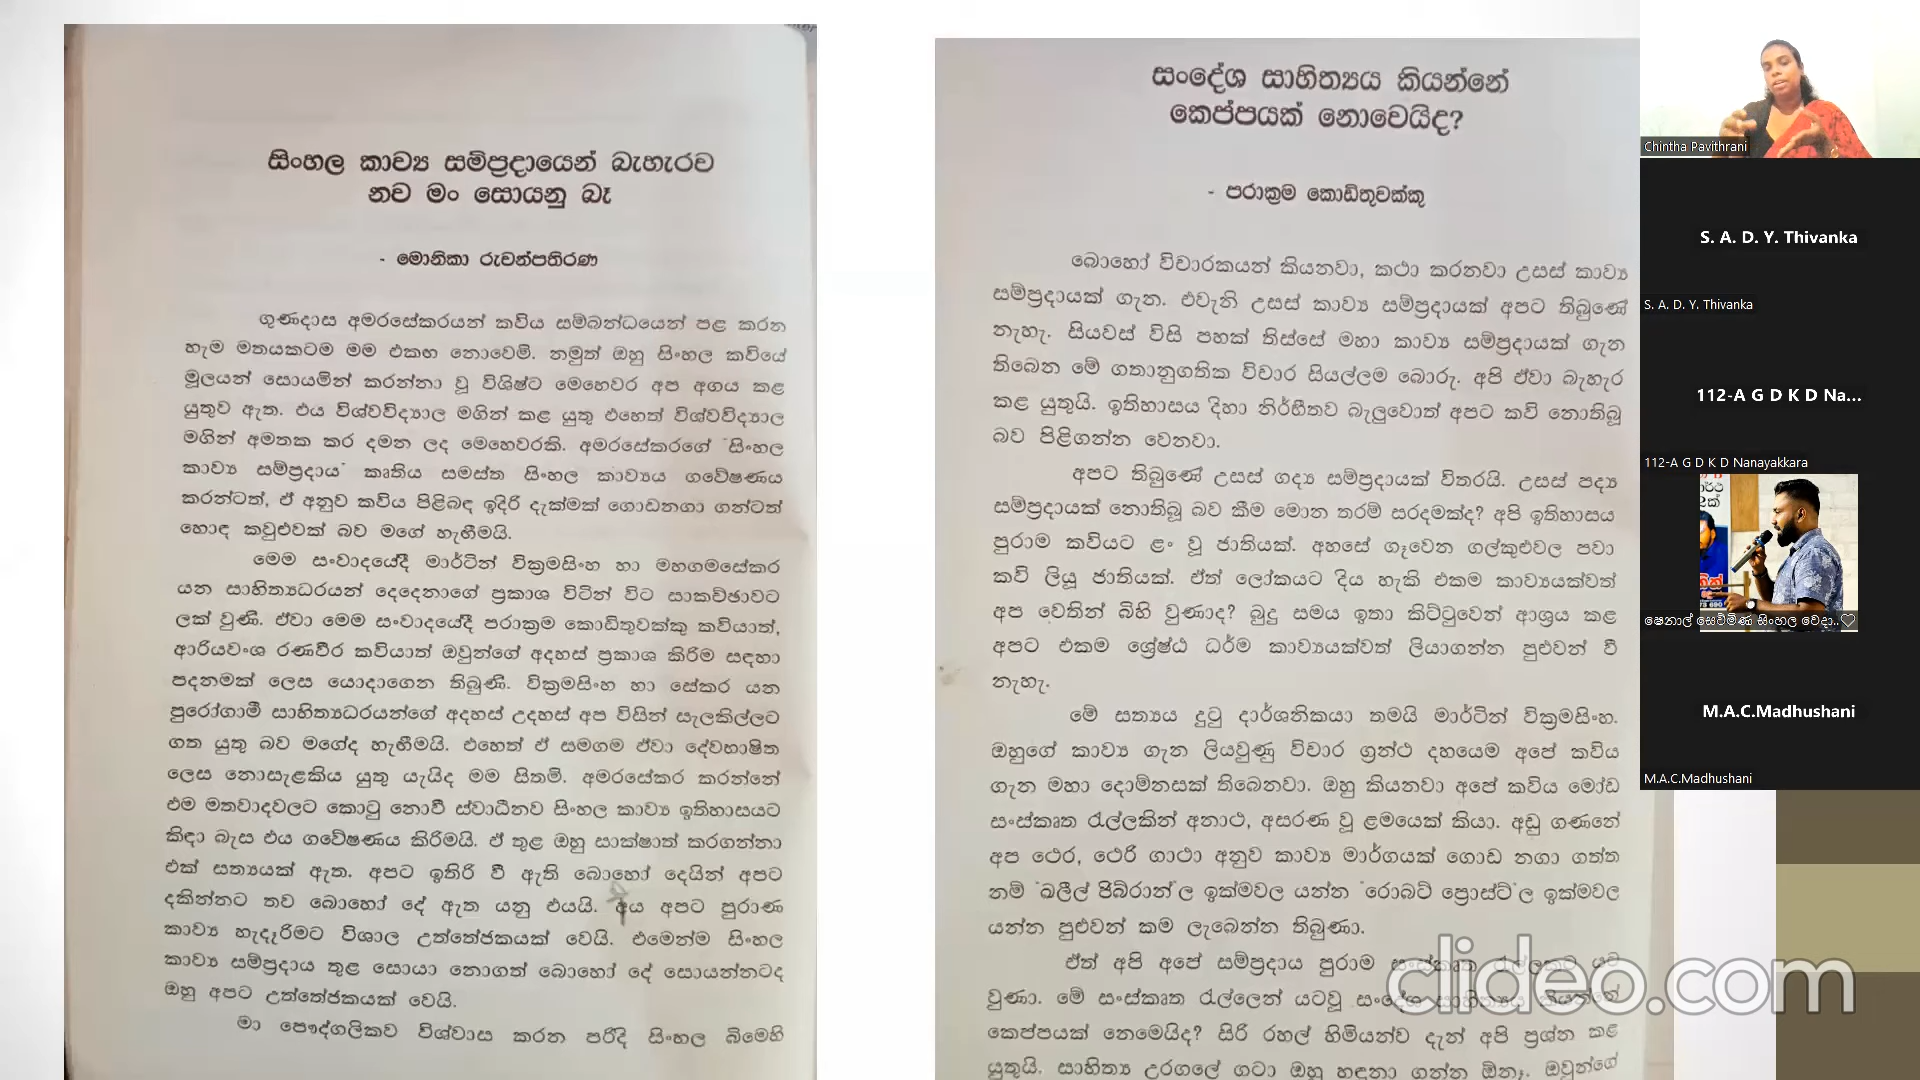 සිංහල කාව්‍ය සම්ප්‍රදායෙන් බැහැරව
නව මං සොයනු බෑ
- මොනිකා රුවන්පතිරණ
ගුණදාස අමරසේකරයන් කවිය සම්බන්ධයෙන් පළ කරන
හැම මතයකටම මම එකඟ නොවෙමි. නමුත් ඔහු සිංහල කවියේ
මූලයන් සොයමින් කරන්නා වූ විශිෂ්ට මෙහෙවර අප අගය කළ
යුතුව ඇත. එය විශ්වවිද්‍යාල මගින් කළ යුතු එහෙත් විශ්වවිද්‍යාල
මගින් අමතක කර දමන ලද මෙහෙවරකි. අමරසේකරගේ "සිංහල
කාව්‍ය සම්ප්‍රදාය" කෘතිය සමස්ත සිංහල කාව්‍යය ගවේෂණය
කරන්ටත්, ඒ අනුව කවිය පිළිබඳ ඉදිරි දැක්මක් ගොඩනගා ගන්ටත්
හොඳ කවුළුවක් බව මගේ හැඟීමයි.
මෙම සංවාදයේදී මාර්ටින් වික්‍රමසිංහ හා මහගමසේකර
යන සාහිත්‍යධරයන් දෙදෙනාගේ ප්‍රකාශ විටින් විට සාකච්ඡාවට
ලක් වුණි. ඒවා මෙම සංවාදයේදී පරාක්‍රම කොඩිතුවක්කු කවියාත්,
ආරියවංශ රණවීර කවියාත් ඔවුන්ගේ අදහස් ප්‍රකාශ කිරීම සඳහා
පදනමක් ලෙස යොදාගෙන තිබුණි. වික්‍රමසිංහ හා සේකර යන
පුරෝගාමී සාහිත්‍යධරයන්ගේ අදහස් උදහස් අප විසින් සැලකිල්ලට
ගත යුතු බව මගේද හැඟීමයි. එහෙත් ඒ සමගම ඒවා දේවභාෂිත
ලෙස නොසැළකිය යුතු යැයිද මම සිතමි. අමරසේකර කරන්නේ
එම මතවාදවලට කොටු නොවී ස්වාධීනව සිංහල කාව්‍ය ඉතිහාසයට
කිඳා බැස එය ගවේෂණය කිරීමයි. ඒ තුළ ඔහු සාක්ෂාත් කරගන්නා
එක් සත්‍යයක් ඇත. අපට ඉතිරි වී ඇති බොහෝ දෙයින් අපට
දකින්නට තව බොහෝ දේ ඇත යනු එයයි. අය අපට පුරාණ
කාව්‍ය හැදෑරීමට විශාල උත්තේජකයක් වෙයි. එමෙන්ම සිංහල
කාව්‍ය සම්ප්‍රදාය තුළ සොයා නොගත් බොහෝ දේ සොයන්නටද
ඔහු අපට උත්තේජකයක් වෙයි.
මා පෞද්ගලිකව විශ්වාස කරන පරිදි සිංහල බිමෙහි
සංදේශ සාහිත්‍යය කියන්නේ
කෙප්පයක් නොවෙයිද?
- පරාක්‍රම කොඩිතුවක්කු
බොහෝ විචාරකයන් කියනවා, කථා කරනවා උසස් කාව්‍ය
සම්ප්‍රදායක් ගැන. එවැනි උසස් කාව්‍ය සම්ප්‍රදායක් අපට තිබුණේ
නැහැ. සියවස් විසි පහක් තිස්සේ මහා කාව්‍ය සම්ප්‍රදායක් ගැන
තිබෙන මේ ගතානුගතික විචාර සියල්ලම බොරු. අපි ඒවා බැහැර
කළ යුතුයි. ඉතිහාසය දිහා නිර්භීතව බැලුවොත් අපට කවි නොතිබූ
බව පිළිගන්න වෙනවා.
අපට තිබුණේ උසස් ගද්‍ය සම්ප්‍රදායක් විතරයි. උසස් පද්‍ය
සම්ප්‍රදායක් නොතිබූ බව කීම මොන තරම් සරදමක්ද? අපි ඉතිහාසය
පුරාම කවියට ළං වූ ජාතියක්. අහසේ ගෑවෙන ගල්කුළුවල පවා
කවි ලියූ ජාතියක්. ඒත් ලෝකයට දිය හැකි එකම කාව්‍යයක්වත්
අප වෙතින් බිහි වුණාද? බුදු සමය ඉතා කිට්ටුවෙන් ආශ්‍රය කළ
අපට එකම ශ්‍රේෂ්ඨ ධර්ම කාව්‍යයක්වත් ලියාගන්න පුළුවන් වී
නැහැ.
මේ සත්‍යය දුටු දාර්ශනිකයා තමයි මාර්ටින් වික්‍රමසිංහ.
ඔහුගේ කාව්‍ය ගැන ලියවුණු විචාර ග්‍රන්ථ දහයෙම අපේ කවිය
ගැන මහා දොම්නසක් තිබෙනවා. ඔහු කියනවා අපේ කවිය මෝඩ
සංස්කෘත රැල්ලකින් අනාථ, අසරණ වූ ළමයෙක් කියා. අඩු ගණනේ
අප ථෙර, ථෙරි ගාථා අනුව කාව්‍ය මාර්ගයක් ගොඩ නගා ගත්ත
නම් "ඛලීල් ජිබ්රාන්"ල ඉක්මවල යන්න "රොබට් ප්‍රොස්ට්"ල ඉක්මවල
යන්න පුළුවන් කම ලැබෙන්න තිබුණා.
ඒත් අපි අපේ සම්ප්‍රදාය පුරාම සංස්කෘත රැල්ලකට යට
වුණා. මේ සංස්කෘත රැල්ලෙන් යටවූ සංදේශ සාහිත්‍යය කියන්නේ
කෙප්පයක් නෙමෙයිද? සිරි රහල් හිමියන්ව දැන් අපි ප්‍රශ්න කළ
යුතුයි. සාහිත්‍ය උරගලේ ගටා ඔහු හඳුනා ගන්න ඕනෑ. ඔවුන්ගේ
clideo.com
Chintha Pavithrani
S. A. D. Y. Thivanka
S. A. D. Y. Thivanka
112-A G D K D Na...
112-A G D K D Nanayakkara
ෂෙනාල් සෙව්මිණි සිංහල වේදා..
M.A.C.Madhushani
M.A.C.Madhushani